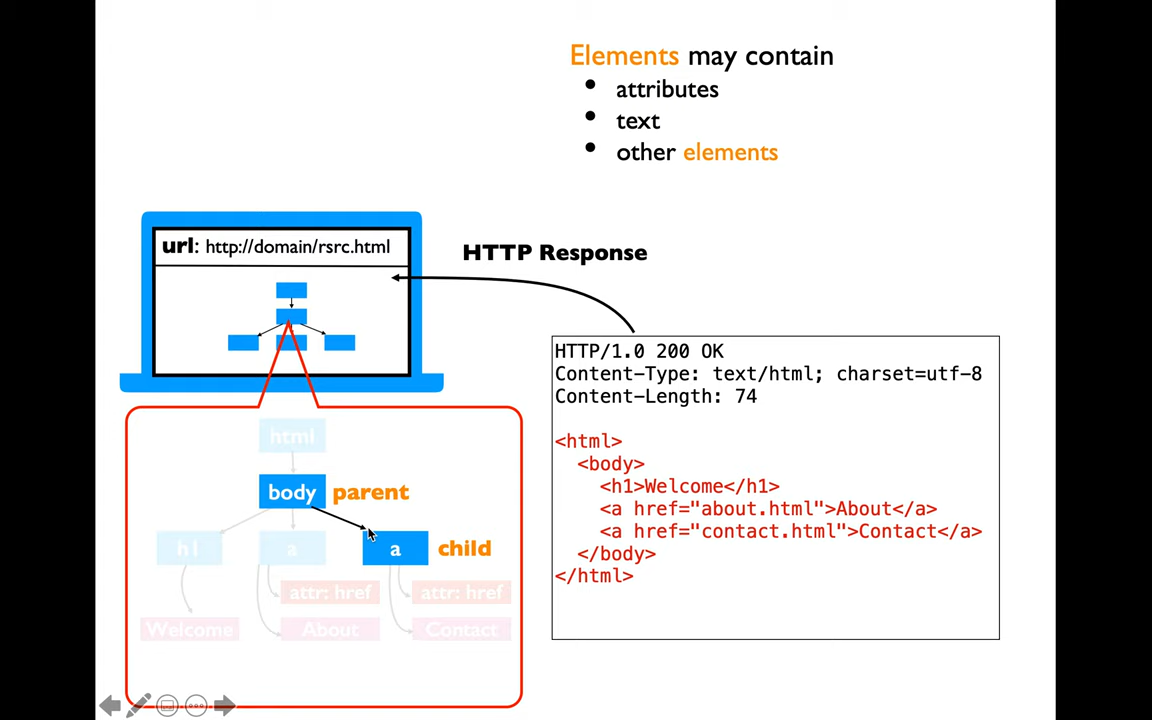 Elements may contain
• attributes
• text
• other elements
url: http://domain/rsrc.html
HTTP Response
HTTP/1.0 200 OK
Content-Type: text/html; charset=utf-8
Content-Length: 74
<html>
<body>
<h1>Welcome</h1>
<a href="about.html">About</a>
<a href="contact.html">Contact</a>
</body>
</html>
html
body parent
h1 a a child
attr: href attr: href
Welcome About Contact